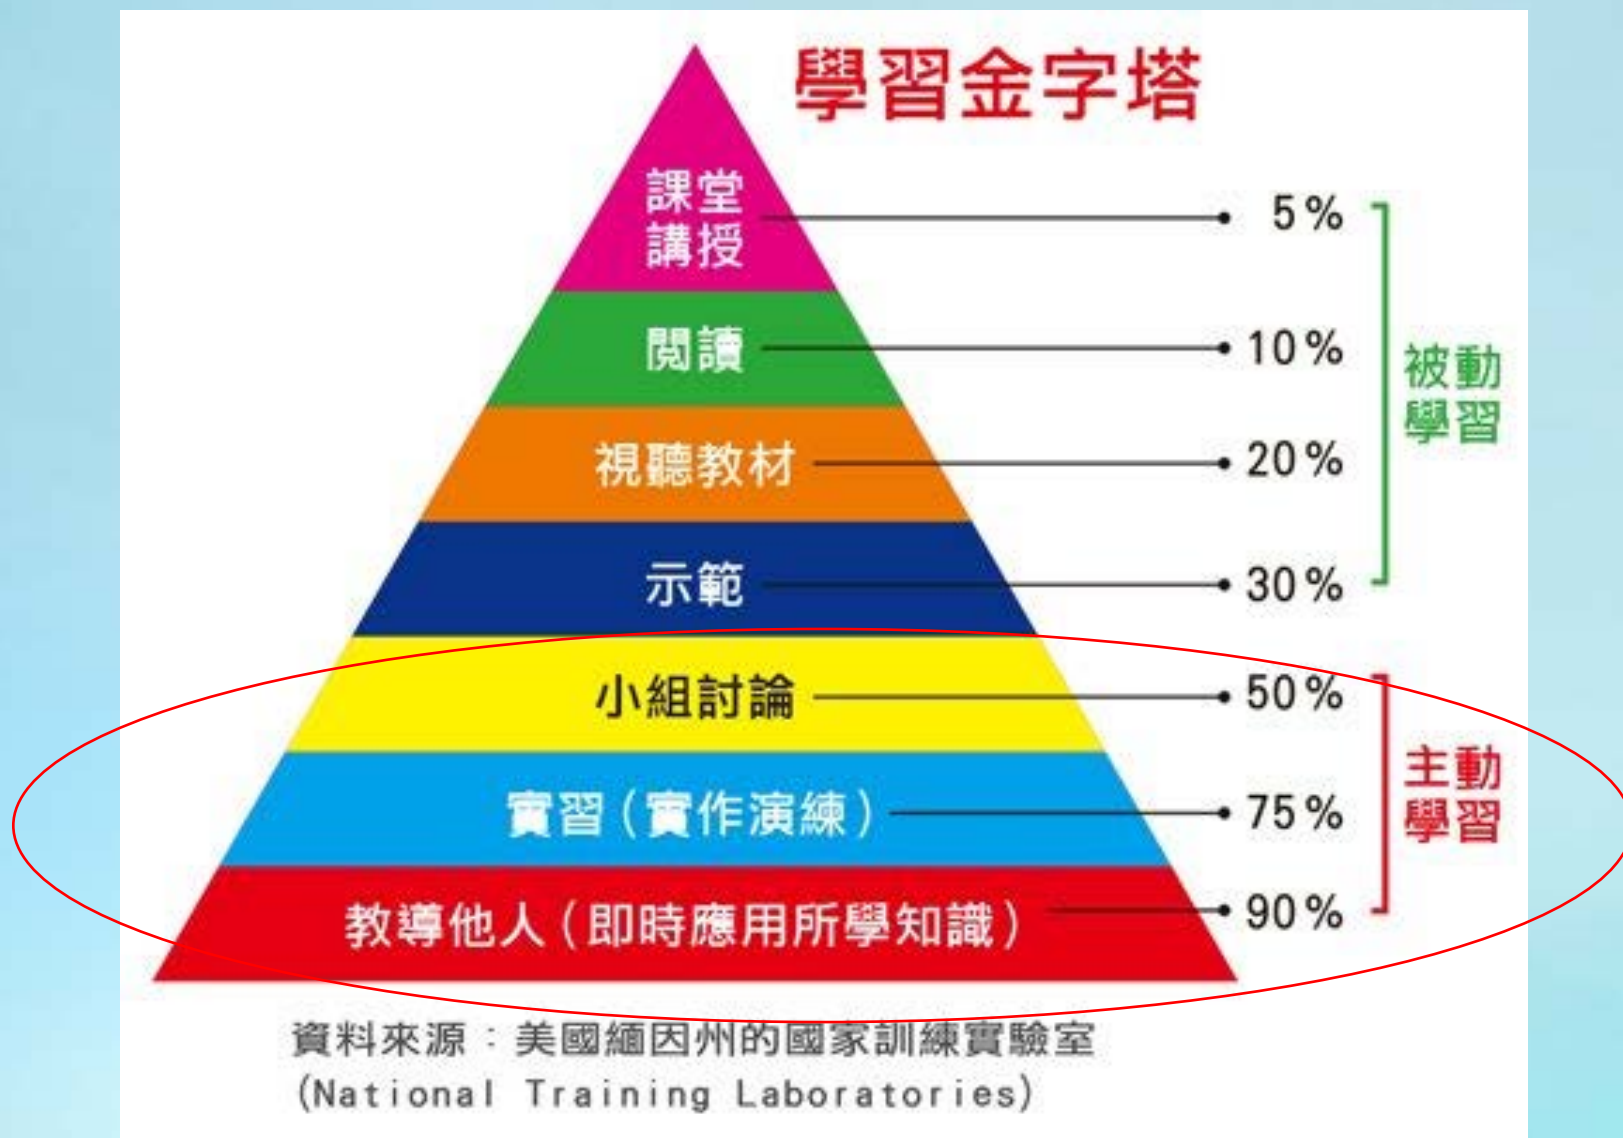 學習金字塔
課堂
講授
5%
閱讀
10%
視聽教材
20%
示範
30%
被動
學習
小組討論
50%
實習(實作演練)
75%
教導他人(即時應用所學知識)
90%
主動
學習
資料來源:美國緬因州的國家訓練實驗室
(National Training Laboratories)